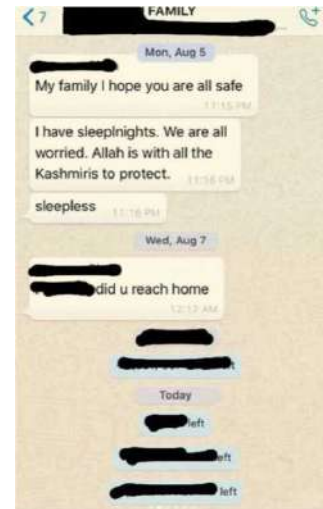 7
FAMILY
Mon, Aug 5
My family I hope you are all safe
11:15 PM
I have sleeplnights. We are all
worried. Allah is with all the
Kashmiris to protect.
11:16 PM
sleepless
11:16 PM
Wed, Aug 7
did u reach home
12:12 AM
Today
left
left
left